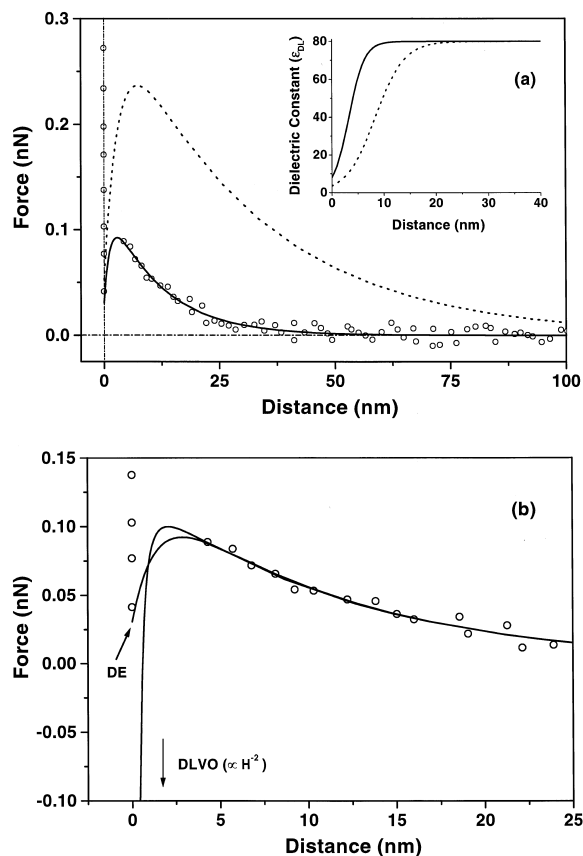 0.3
0.2
0.1
0.0
Force (nN)
0 25 50 75 100
Distance (nm)
80
60
40
20
0
Dielectric Constant (εDL)
0 10 20 30 40
Distance (nm)
(a)
0.15
0.10
0.05
0.00
-0.05
-0.10
Force (nN)
(b)
DE
DLVO (∝ H-2)
0 5 10 15 20 25
Distance (nm)